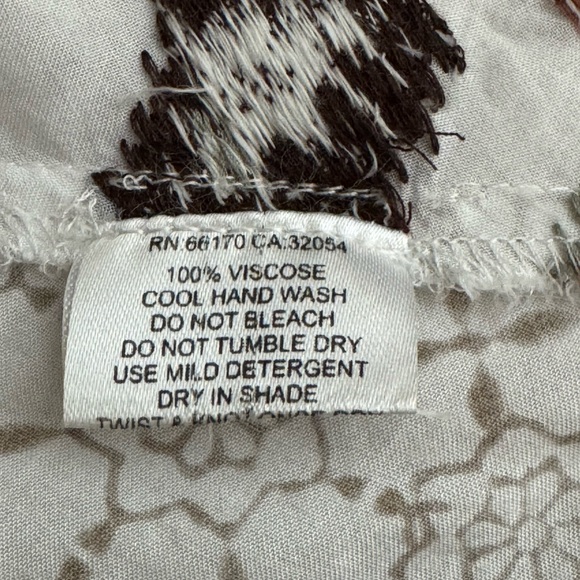 RN:66170 CA:32054
100% VISCOSE
COOL HAND WASH
DO NOT BLEACH
DO NOT TUMBLE DRY
USE MILD DETERGENT
DRY IN SHADE
TWIST &